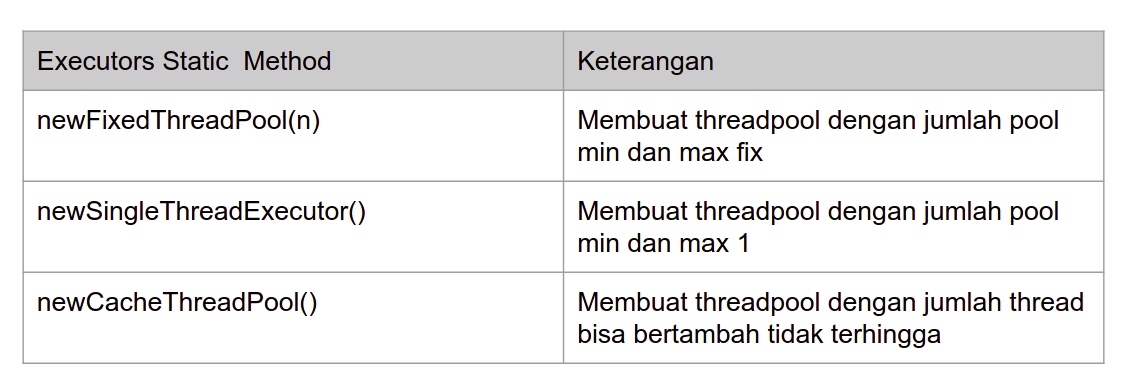 Executors Static  Method
Keterangan
newFixedThreadPool(n)
Membuat threadpool dengan jumlah pool
min dan max fix
newSingleThreadExecutor()
Membuat threadpool dengan jumlah pool
min dan max 1
newCacheThreadPool()
Membuat threadpool dengan jumlah thread
bisa bertambah tidak terhingga